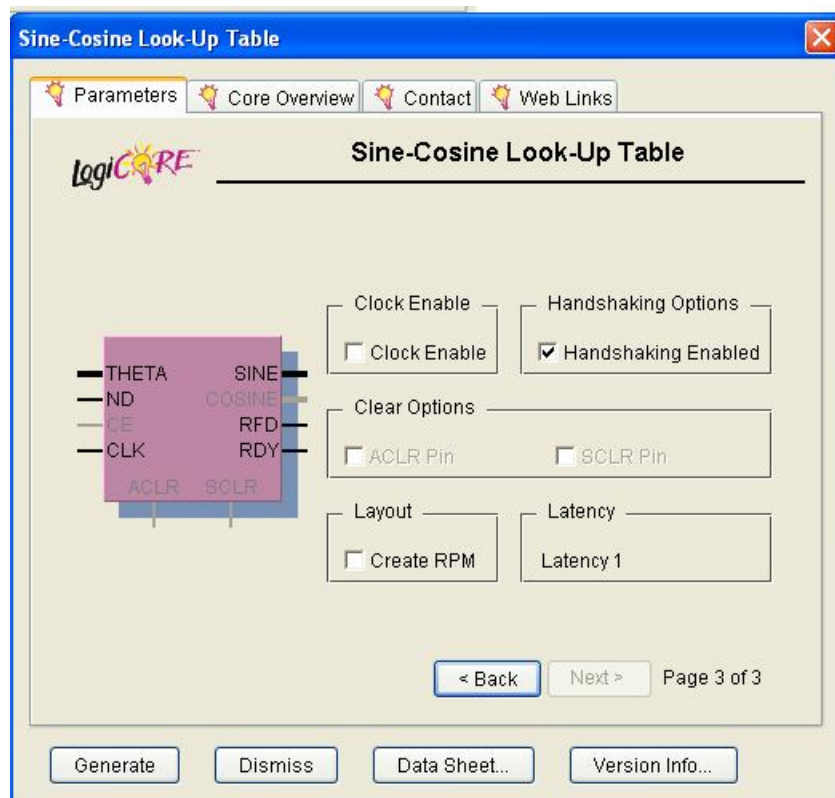 Sine-Cosine Look-Up Table
Parameters Core Overview Contact Web Links
LogiCORE
Sine-Cosine Look-Up Table
Clock Enable
Clock Enable
Handshaking Options
Handshaking Enabled
THETA
ND
CE
CLK
SINE
COSINE
RFD
RDY
ACLR SCLR
Clear Options
ACLR Pin SCLR Pin
Layout
Create RPM
Latency
Latency 1
< Back Next > Page 3 of 3
Generate Dismiss Data Sheet... Version Info...